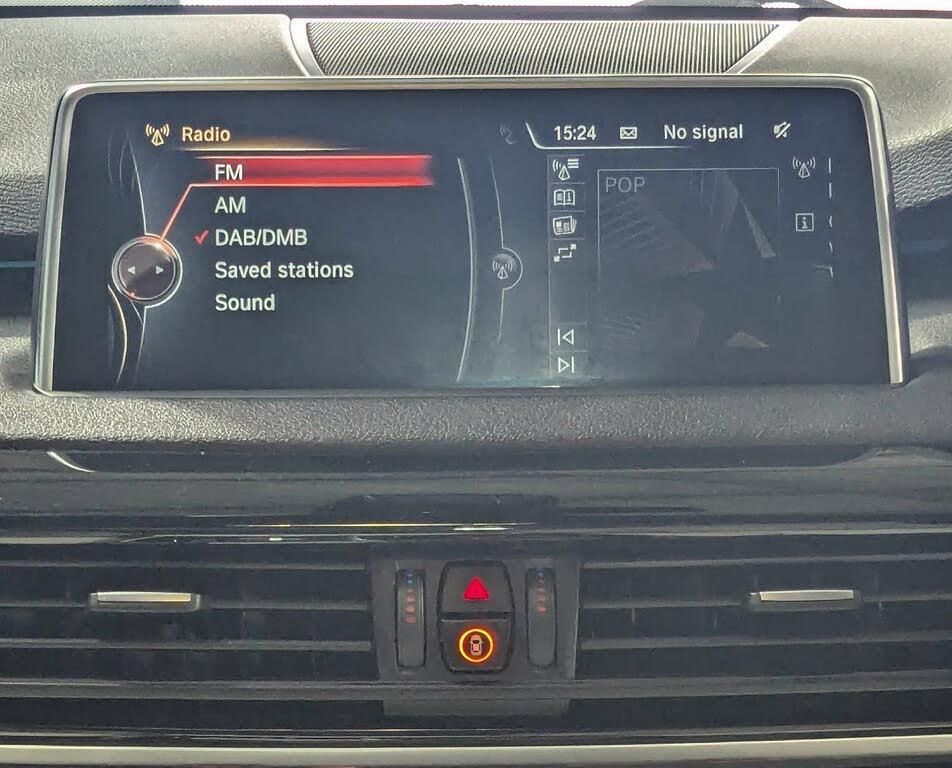 Radio
15:24
No signal
FM
AM
DAB/DMB
Saved stations
Sound
POP